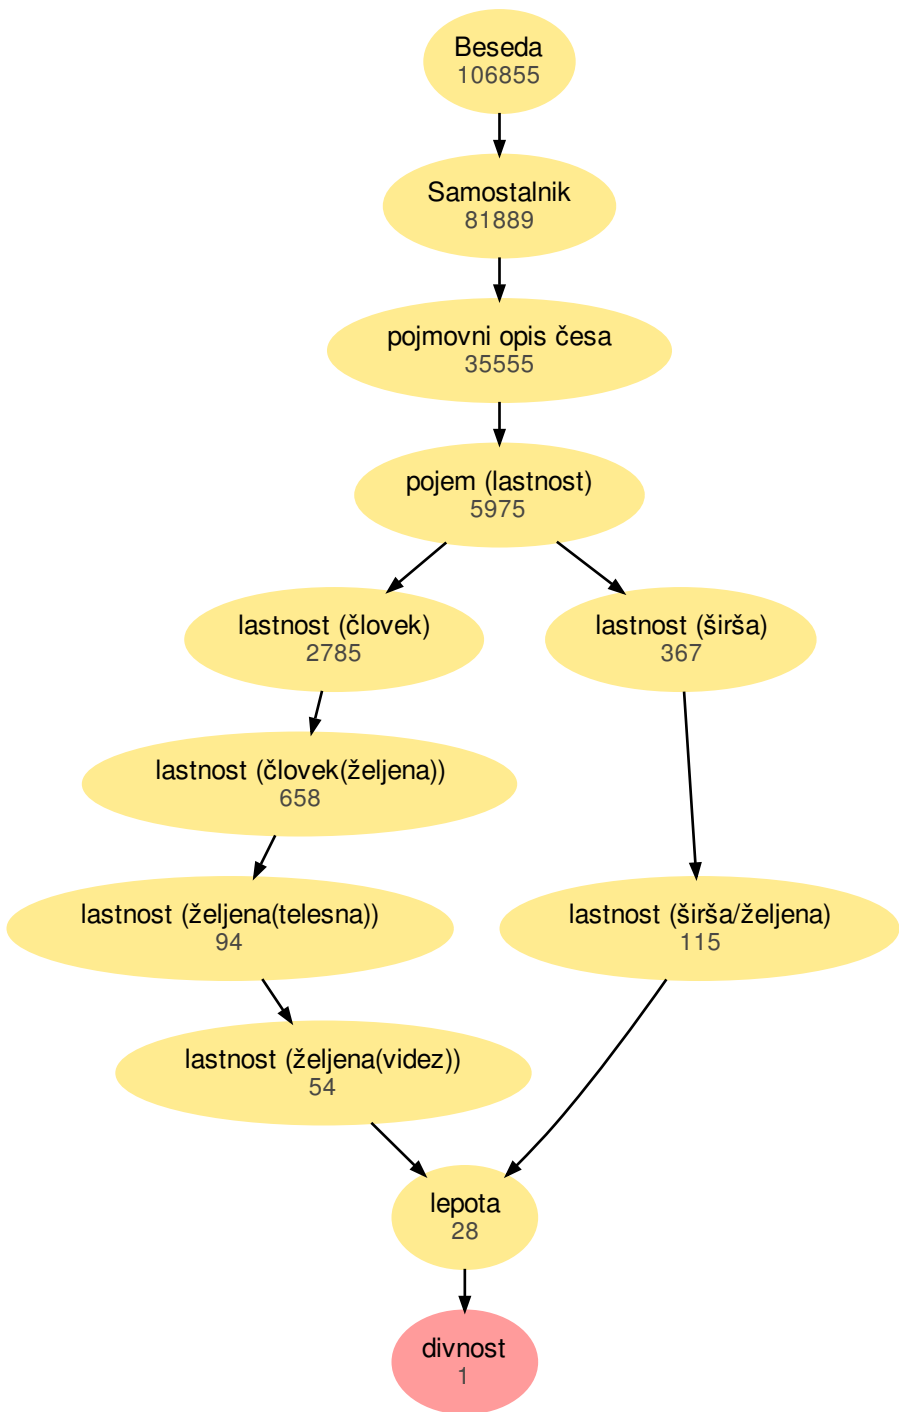 Beseda
106855
Samostalnik
81889
pojmovni opis česa
35555
pojem (lastnost)
5975
lastnost (človek)
2785
lastnost (širša)
367
lastnost (človek(željena))
658
lastnost (željena(telesna))
94
lastnost (širša/željena)
115
lastnost (željena(videz))
54
lepota
28
divnost
1